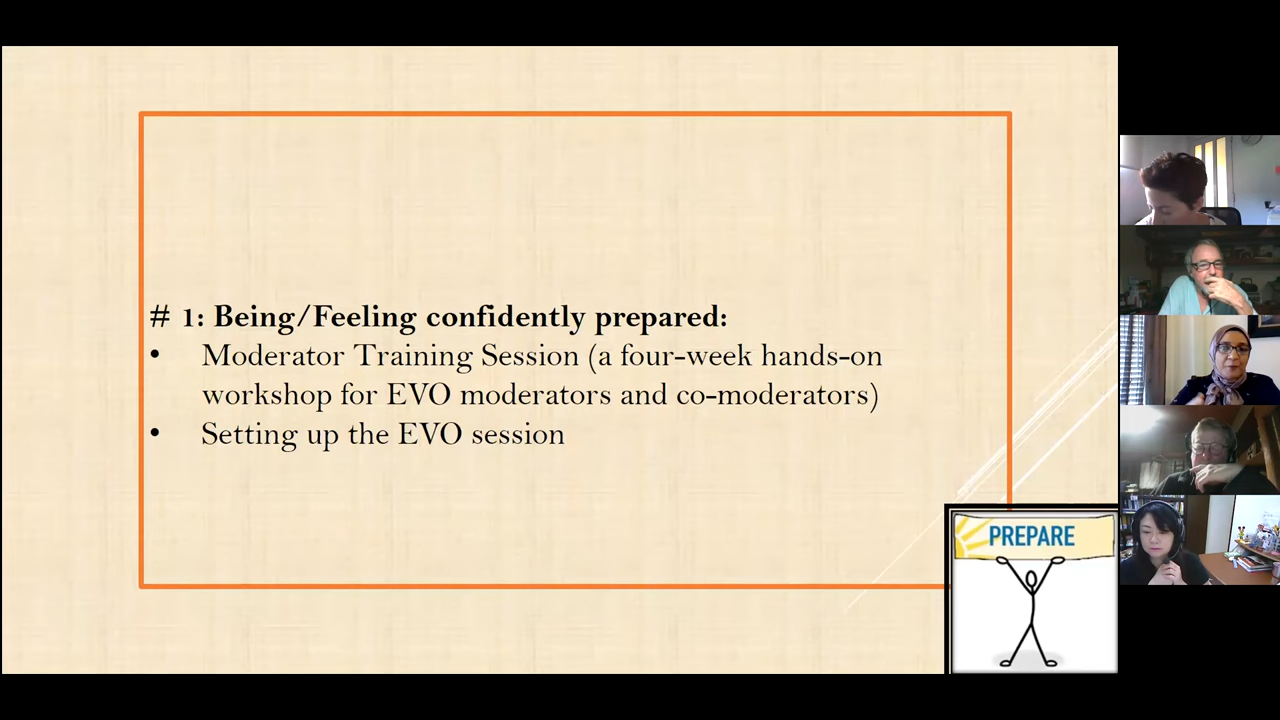 # 1: Being/Feeling confidently prepared:
• Moderator Training Session (a four-week hands-on
workshop for EVO moderators and co-moderators)
• Setting up the EVO session
PREPARE